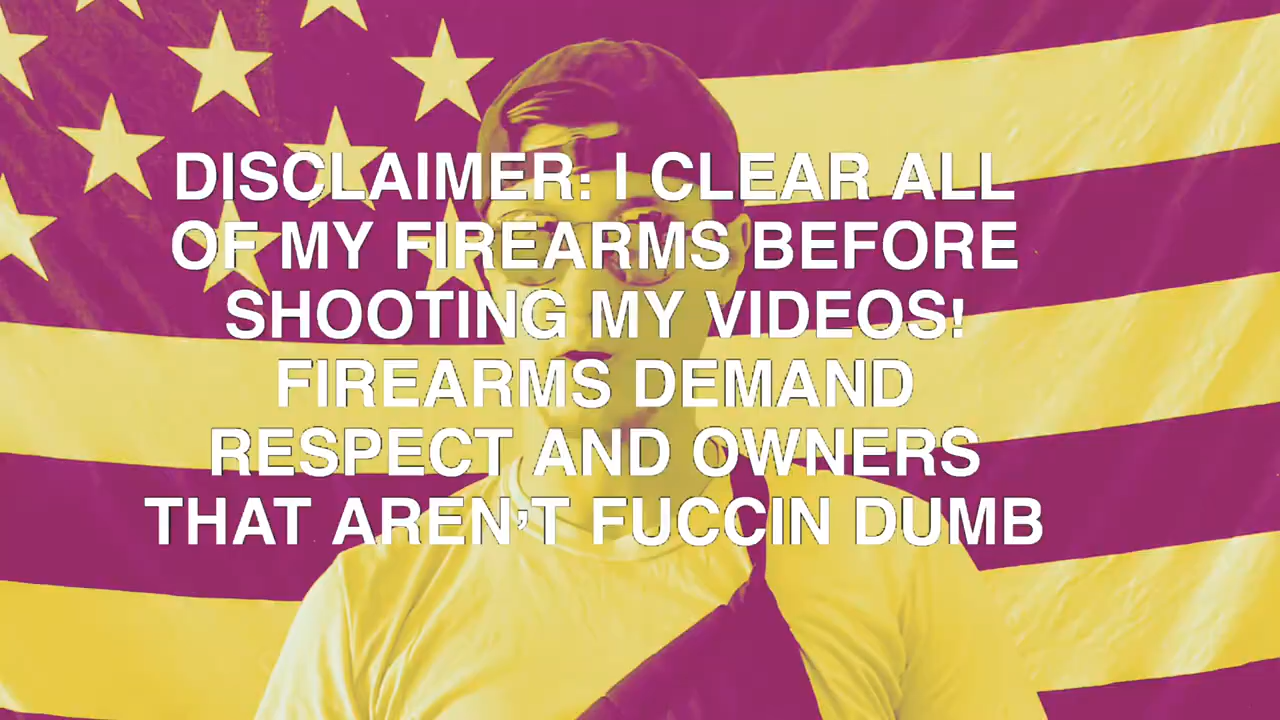 DISCLAIMER: I CLEAR ALL
OF MY FIREARMS BEFORE
SHOOTING MY VIDEOS!
FIREARMS DEMAND
RESPECT AND OWNERS
THAT AREN'T FUCCIN DUMB